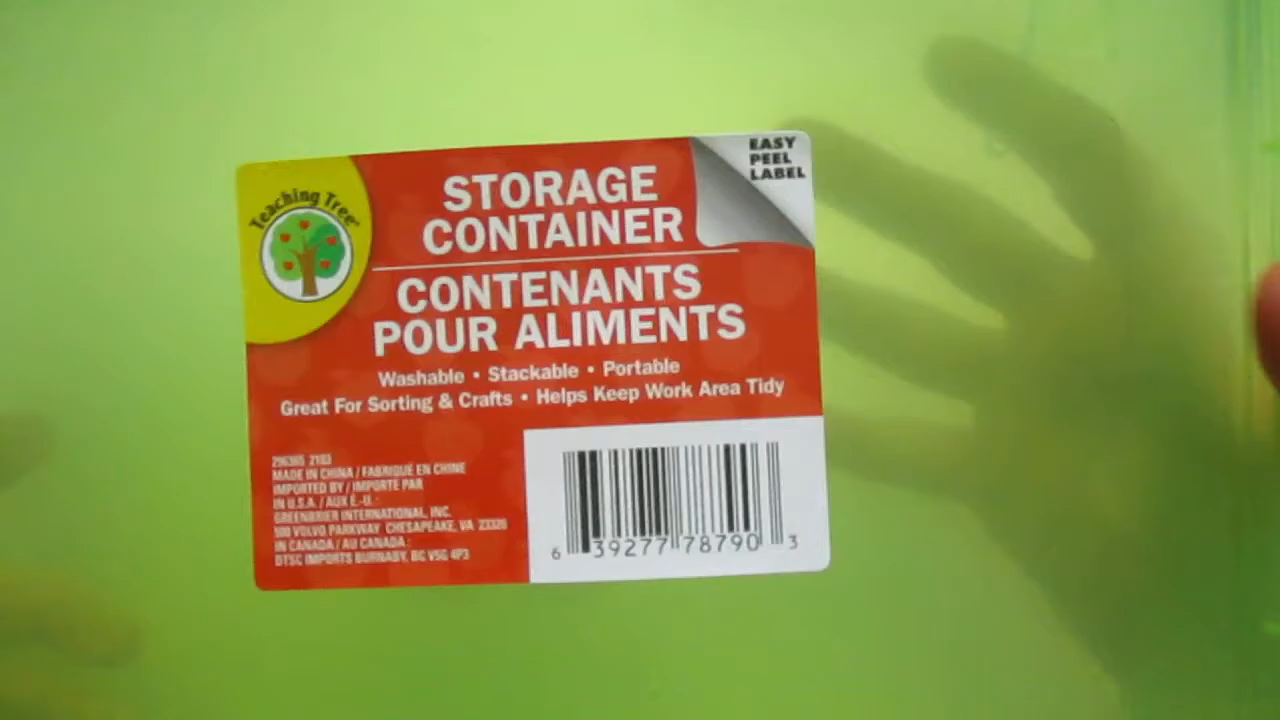 Teaching Tree
EASY
PEEL
LABEL
STORAGE
CONTAINER
CONTENANTS
POUR ALIMENTS
Washable • Stackable • Portable
Great For Sorting & Crafts • Helps Keep Work Area Tidy
296365 2103
MADE IN CHINA / FABRIQUÉ EN CHINE
IMPORTED BY / IMPORTÉ PAR
IN U.S.A. / AUX É.-U. :
GREENBRIER INTERNATIONAL, INC.
500 VOLVO PARKWAY CHESAPEAKE, VA 23320
IN CANADA / AU CANADA :
DTSC IMPORTS BURNABY, BC V5G 4P3
6 39277 78790 3